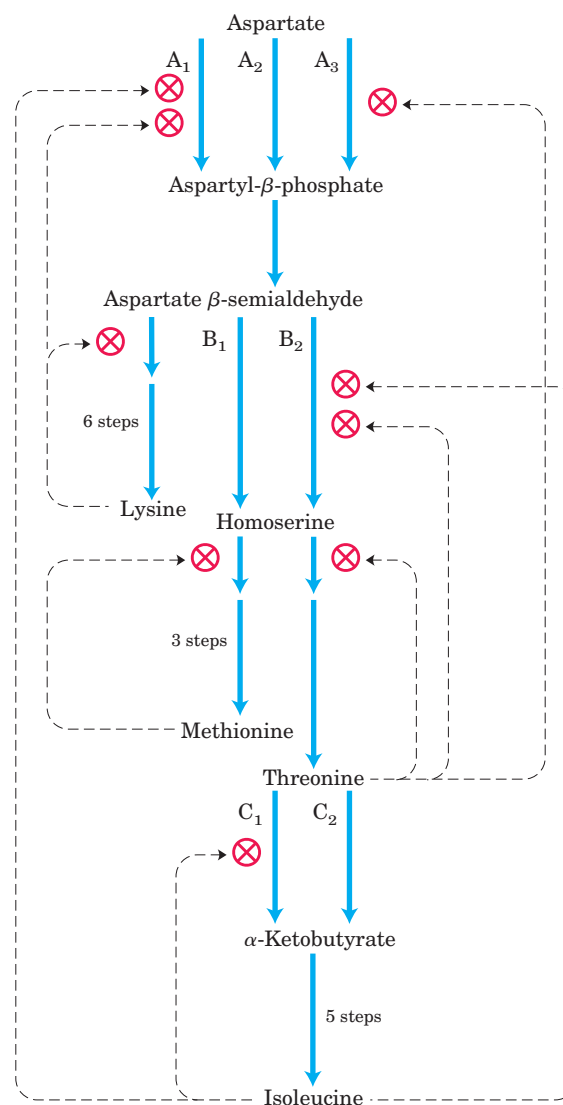 Aspartate
A₁ A₂ A₃
Aspartyl-β-phosphate
Aspartate β-semialdehyde
B₁ B₂
6 steps
Lysine
Homoserine
3 steps
Methionine
Threonine
C₁ C₂
α-Ketobutyrate
5 steps
Isoleucine